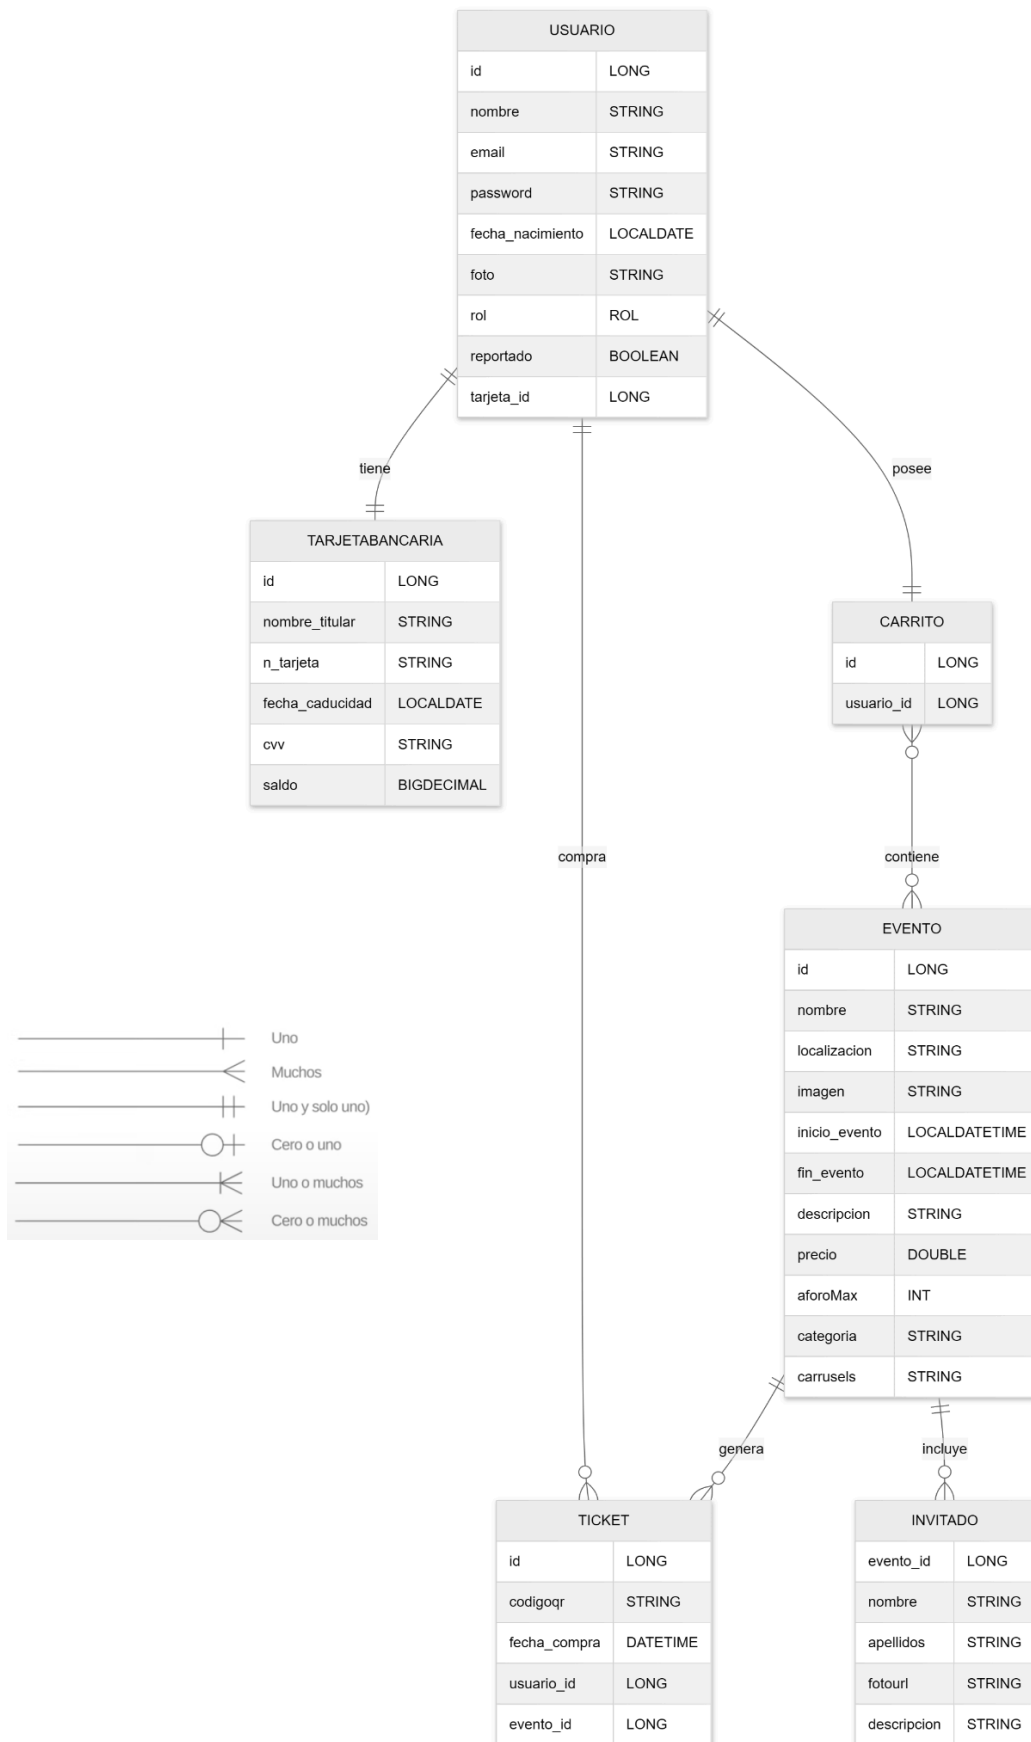 USUARIO
id LONG
nombre STRING
email STRING
password STRING
fecha_nacimiento LOCALDATE
foto STRING
rol ROL
reportado BOOLEAN
tarjeta_id LONG
tiene
posee
TARJETABANCARIA
id LONG
nombre_titular STRING
n_tarjeta STRING
fecha_caducidad LOCALDATE
cvv STRING
saldo BIGDECIMAL
CARRITO
id LONG
usuario_id LONG
compra
contiene
EVENTO
id LONG
nombre STRING
localizacion STRING
imagen STRING
inicio_evento LOCALDATETIME
fin_evento LOCALDATETIME
descripcion STRING
precio DOUBLE
aforoMax INT
categoria STRING
carrusels STRING
Uno
Muchos
Uno y solo uno)
Cero o uno
Uno o muchos
Cero o muchos
genera
incluye
TICKET
id LONG
codigoqr STRING
fecha_compra DATETIME
usuario_id LONG
evento_id LONG
INVITADO
evento_id LONG
nombre STRING
apellidos STRING
fotourl STRING
descripcion STRING